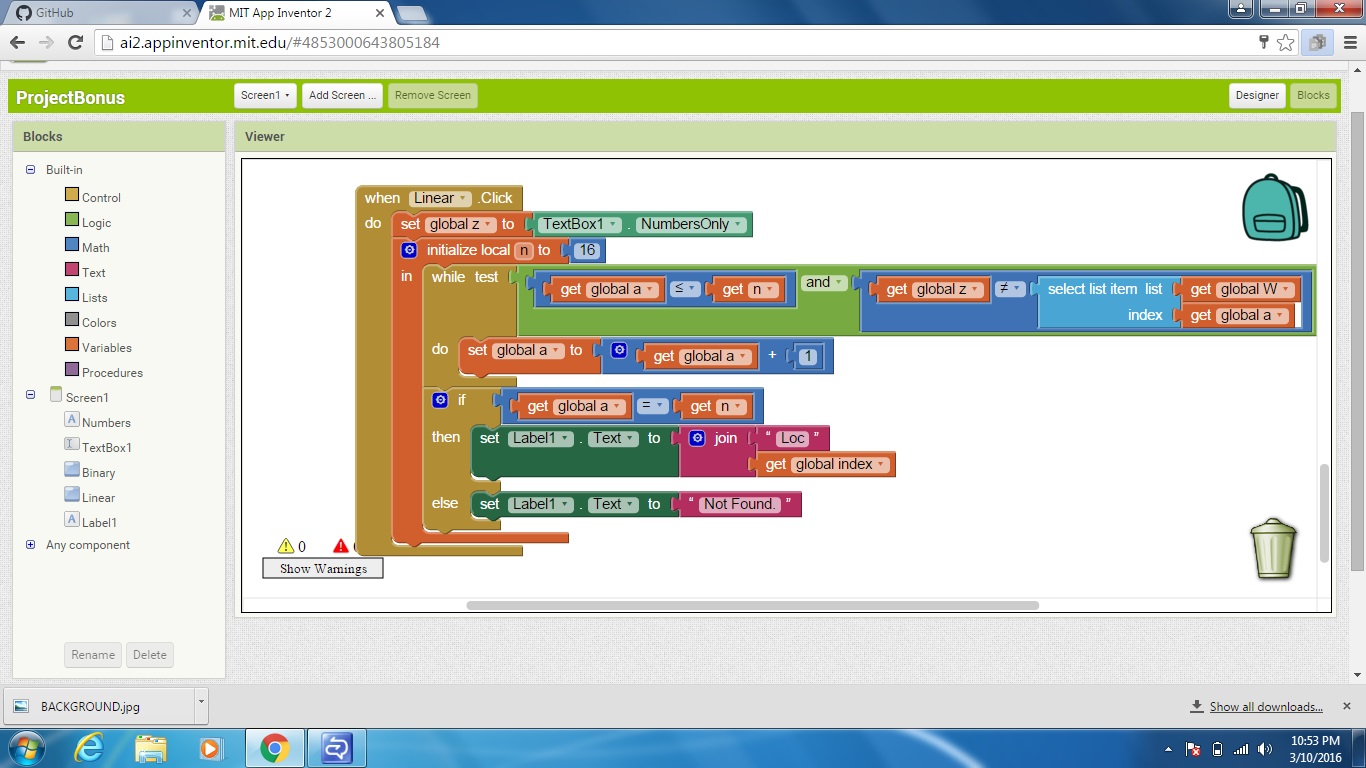 GitHub
MIT App Inventor 2
ai2.appinventor.mit.edu/#4853000643805184
ProjectBonus
Screen1
Add Screen ...
Remove Screen
Designer
Blocks
Blocks
Viewer
Built-in
Control
Logic
Math
Text
Lists
Colors
Variables
Procedures
Screen1
Numbers
TextBox1
Binary
Linear
Label1
Any component
Rename
Delete
when Linear .Click
do set global z to TextBox1 . NumbersOnly
initialize local n to 16
in while test get global a ≤ get n and get global z ≠ select list item list get global W
index get global a
do set global a to get global a + 1
if get global a = get n
then set Label1 . Text to join “ Loc ”
get global index
else set Label1 . Text to “ Not Found. ”
0
Show Warnings
BACKGROUND.jpg
Show all downloads...
10:53 PM
3/10/2016